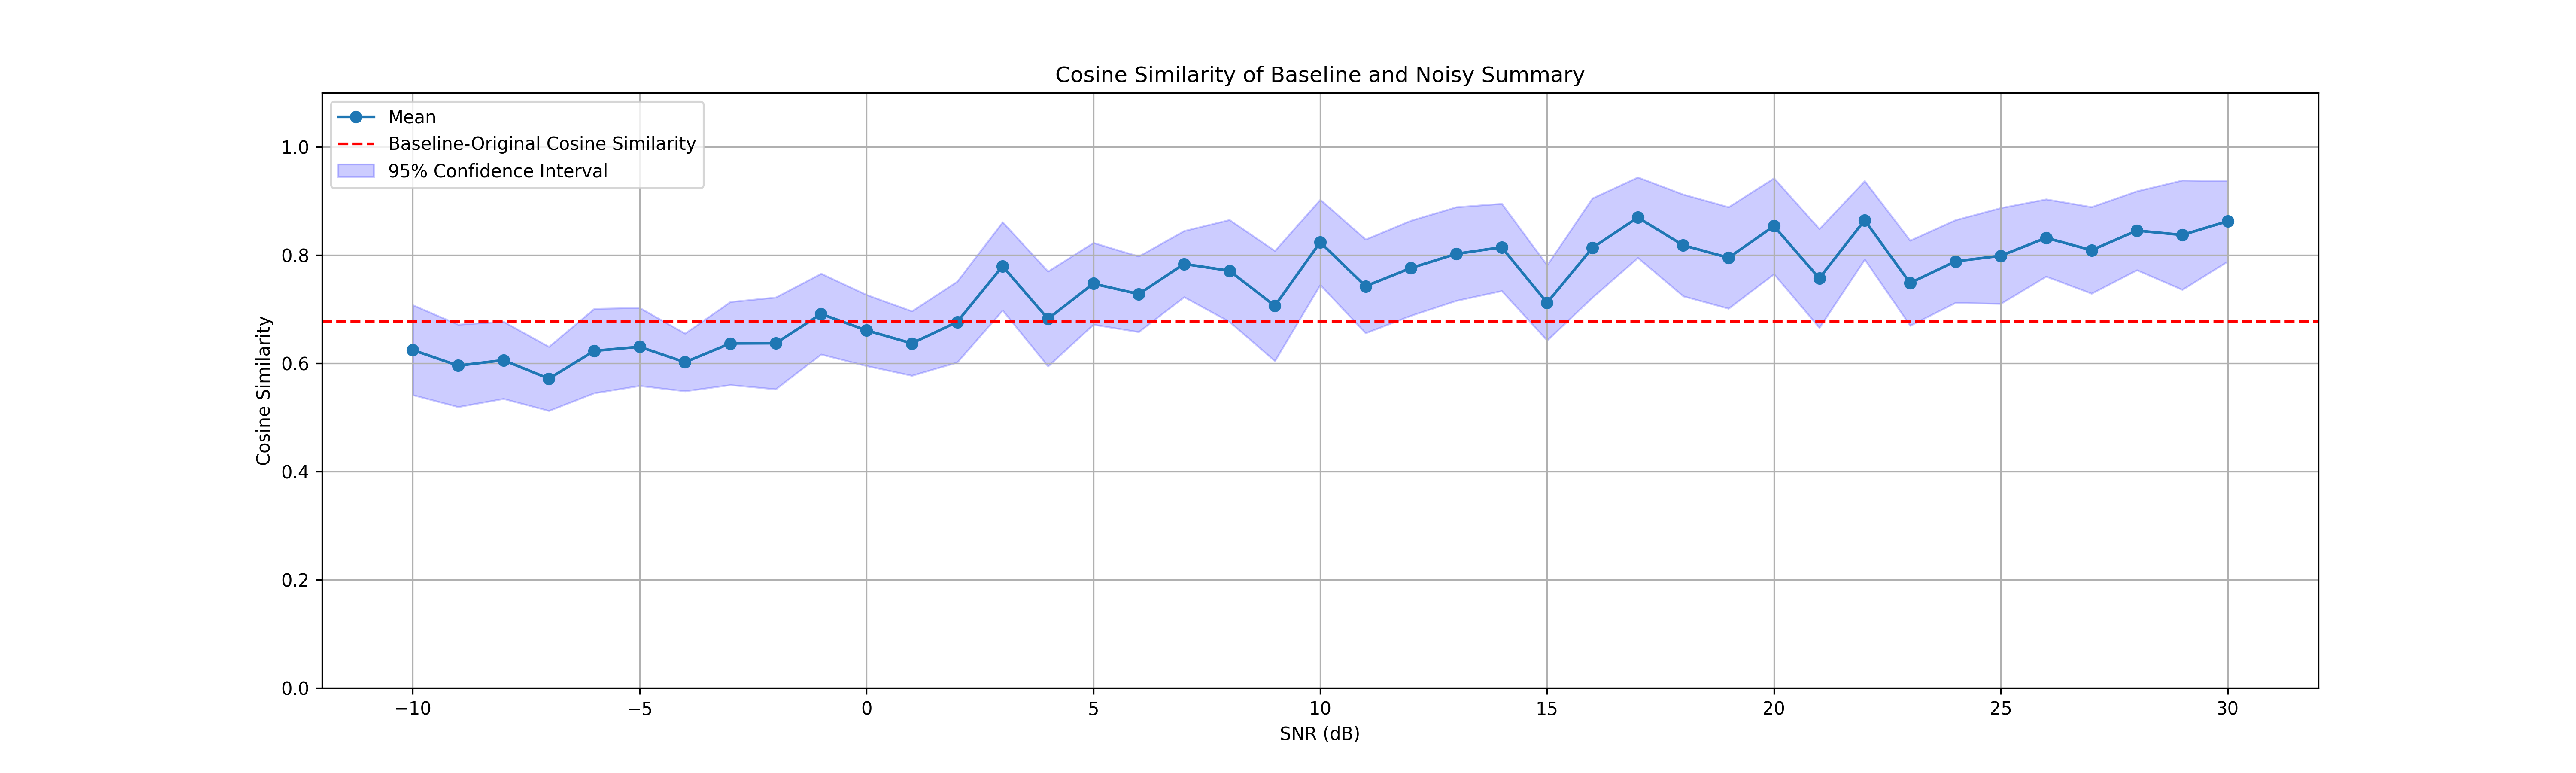 Cosine Similarity of Baseline and Noisy Summary
Mean
Baseline-Original Cosine Similarity
95% Confidence Interval
Cosine Similarity
1.0
0.8
0.6
0.4
0.2
0.0
−10 −5 0 5 10 15 20 25 30
SNR (dB)